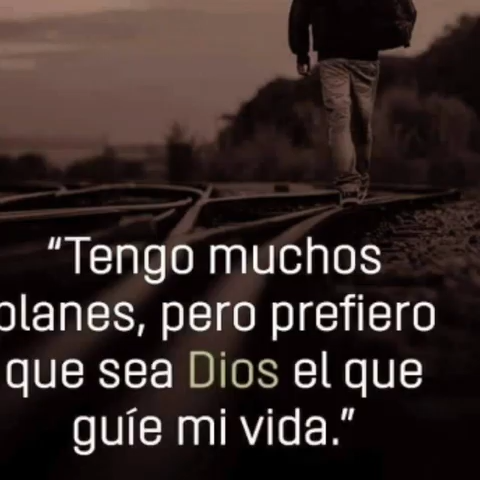 “Tengo muchos
planes, pero prefiero
que sea Dios el que
guíe mi vida.”